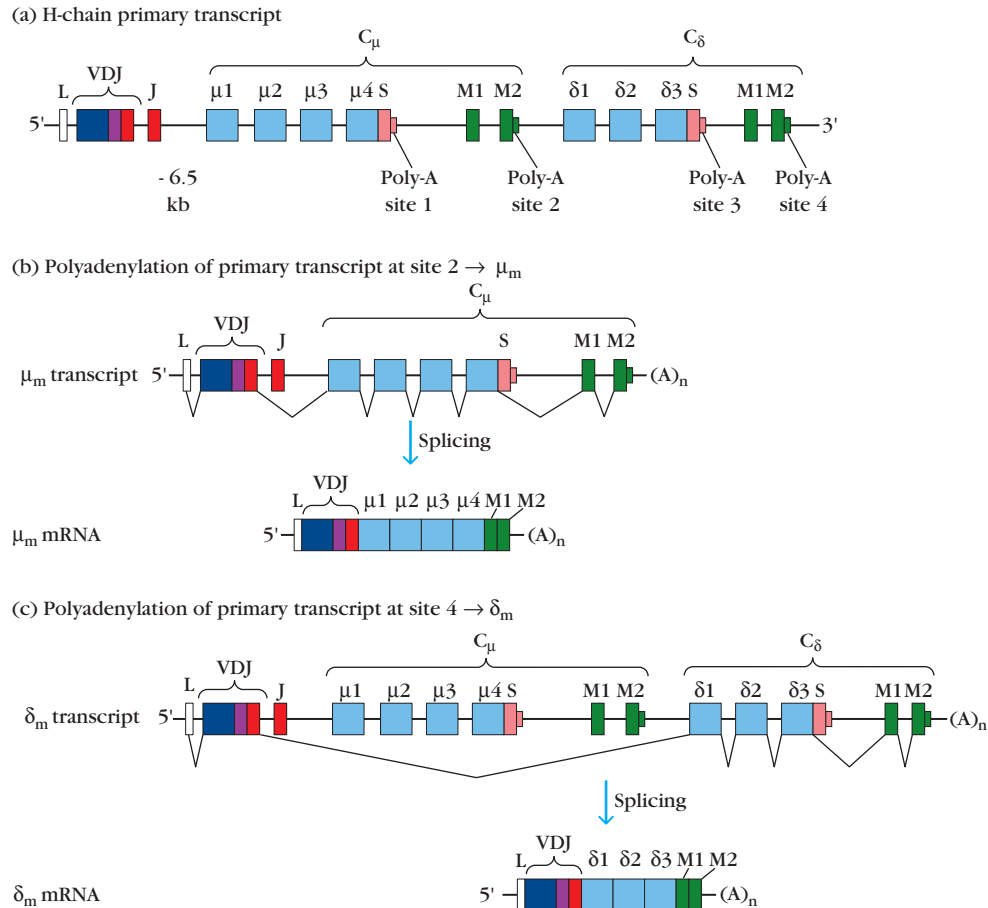 (a) H-chain primary transcript
Cμ Cδ
L VDJ J μ1 μ2 μ3 μ4 S M1 M2 δ1 δ2 δ3 S M1 M2
5' 3'
- 6.5 kb
Poly-A site 1
Poly-A site 2
Poly-A site 3
Poly-A site 4
(b) Polyadenylation of primary transcript at site 2 → μm
Cμ
L VDJ J S M1 M2
μm transcript 5' (A)n
Splicing
L VDJ μ1 μ2 μ3 μ4 M1 M2
μm mRNA 5' (A)n
(c) Polyadenylation of primary transcript at site 4 → δm
Cμ Cδ
L VDJ J μ1 μ2 μ3 μ4 S M1 M2 δ1 δ2 δ3 S M1 M2
δm transcript 5' (A)n
Splicing
L VDJ δ1 δ2 δ3 M1 M2
δm mRNA 5' (A)n